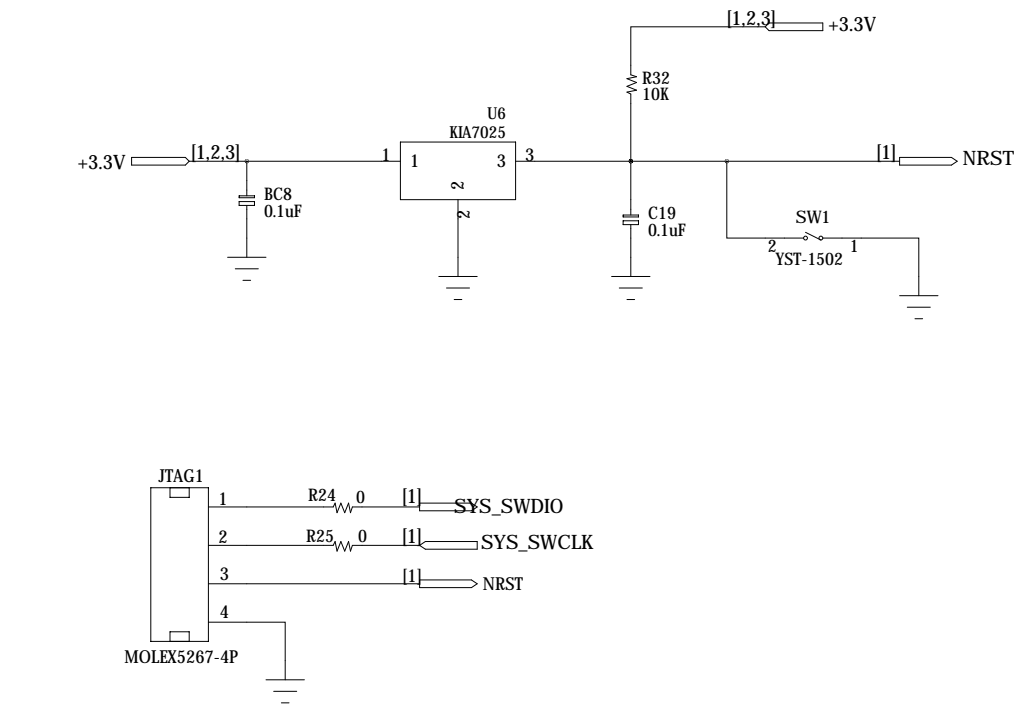 [1,2,3] +3.3V
R32
10K
U6
KIA7025
+3.3V [1,2,3] 1 1 3 3 [1] NRST
2
2
BC8
0.1uF
C19
0.1uF
SW1
2 1
YST-1502
JTAG1
1 R24 0 [1] SYS_SWDIO
2 R25 0 [1] SYS_SWCLK
3 [1] NRST
4
MOLEX5267-4P